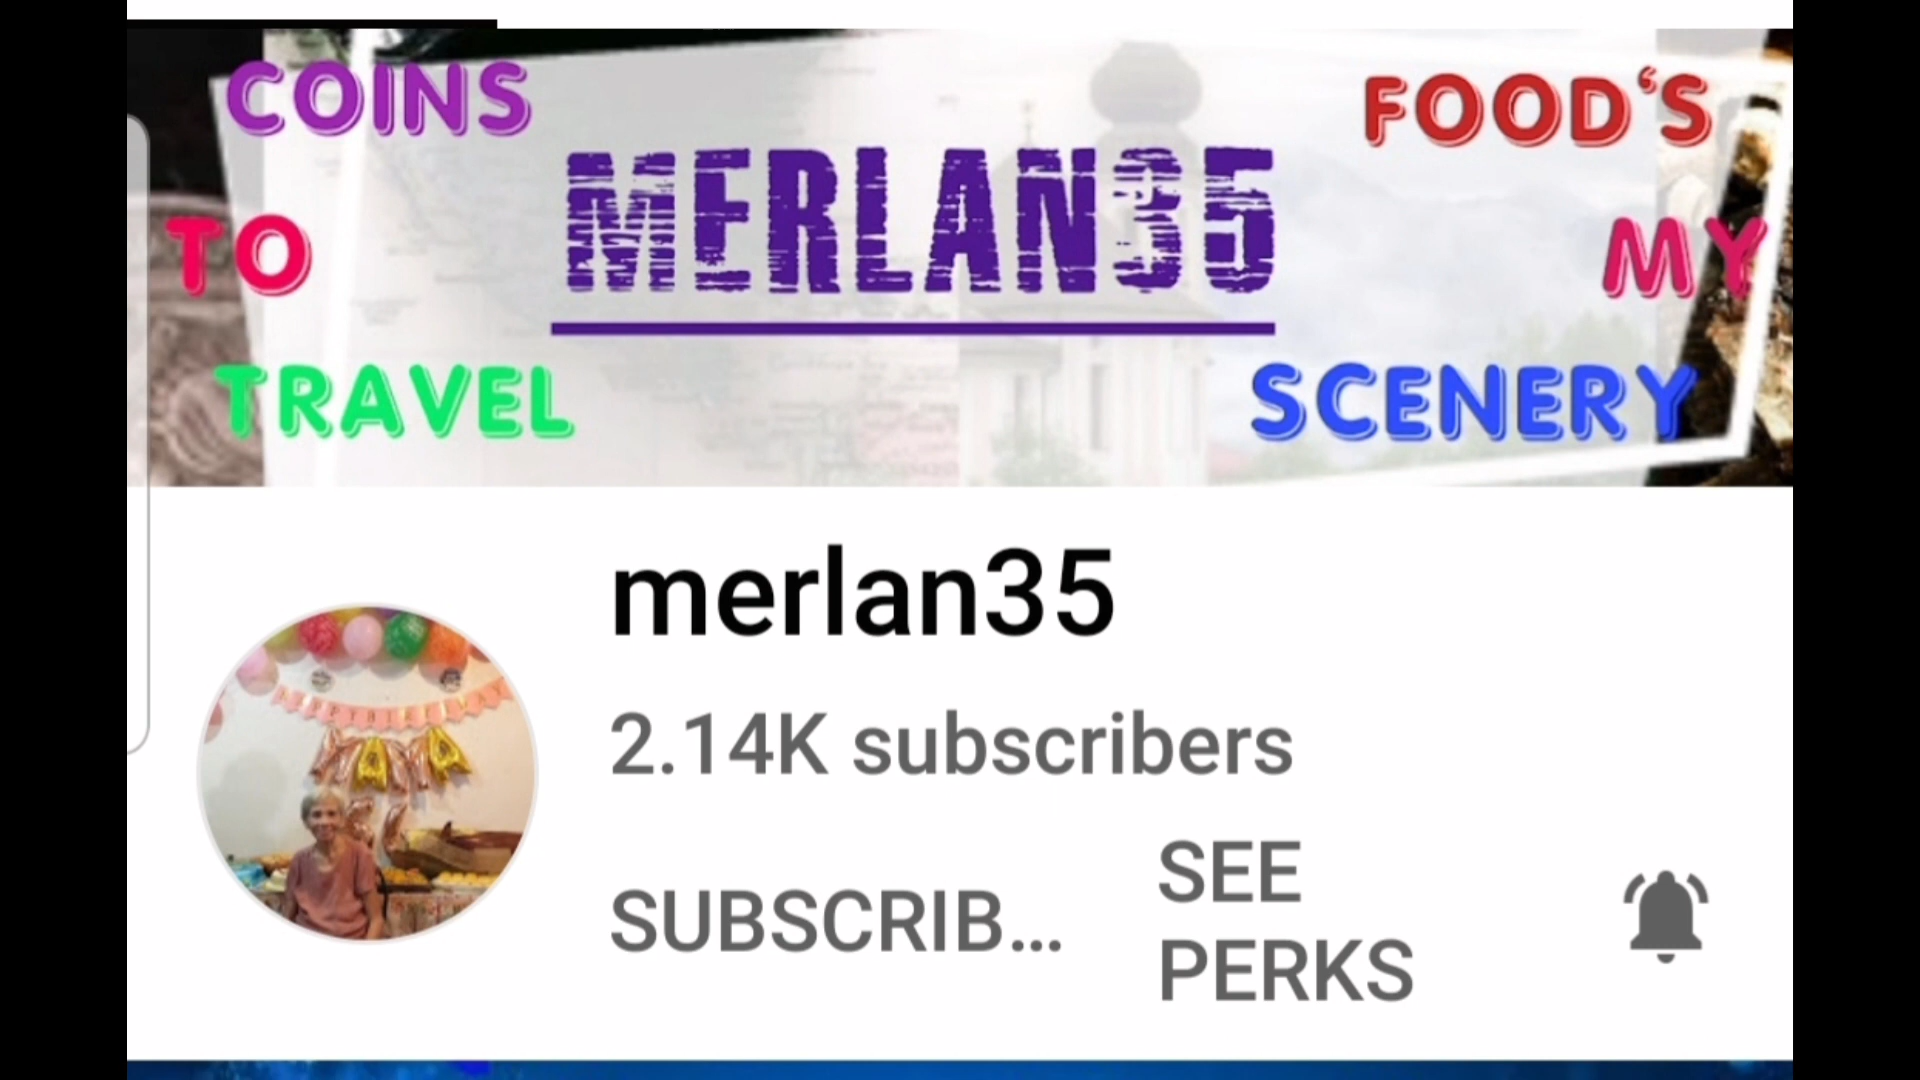 COINS
FOOD'S
MERLAN35
TO
MY
TRAVEL
SCENERY
merlan35
2.14K subscribers
SUBSCRIB...
SEE
PERKS